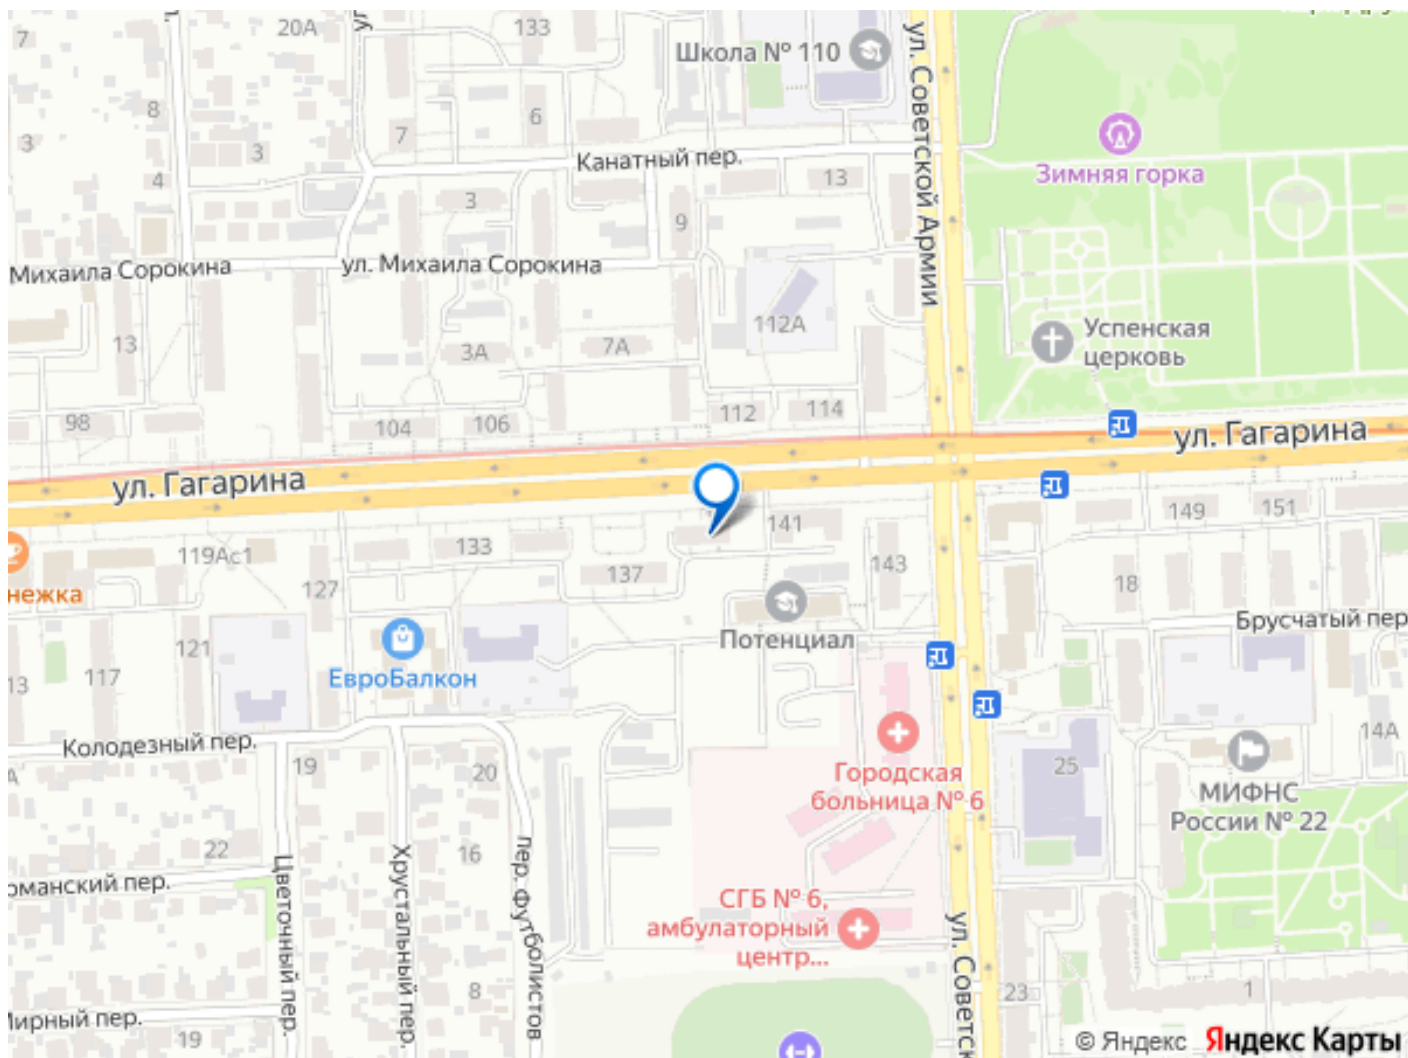 7
20А
133
Школа № 110
ул. Советской Армии
8
7
6
3
3
4
Канатный пер.
13
Зимняя горка
3
9
Михаила Сорокина
ул. Михаила Сорокина
112А
13
3А
7А
Успенская
церковь
98
104
106
112
114
ул. Гагарина
ул. Гагарина
119Ас1
133
141
149
151
нежка
127
137
143
18
Брусчатый пер
121
Потенциал
ЕвроБалкон
13
117
Колодезный пер.
19
20
Городская
больница № 6
25
14А
МИФНС
России № 22
22
16
оманский пер.
Цветочный пер.
Хрустальный пер.
пер. Футболистов
СГБ № 6,
амбулаторный
центр...
ул. Советск
8
23
1
Мирный пер.
19
© Яндекс Яндекс Карты